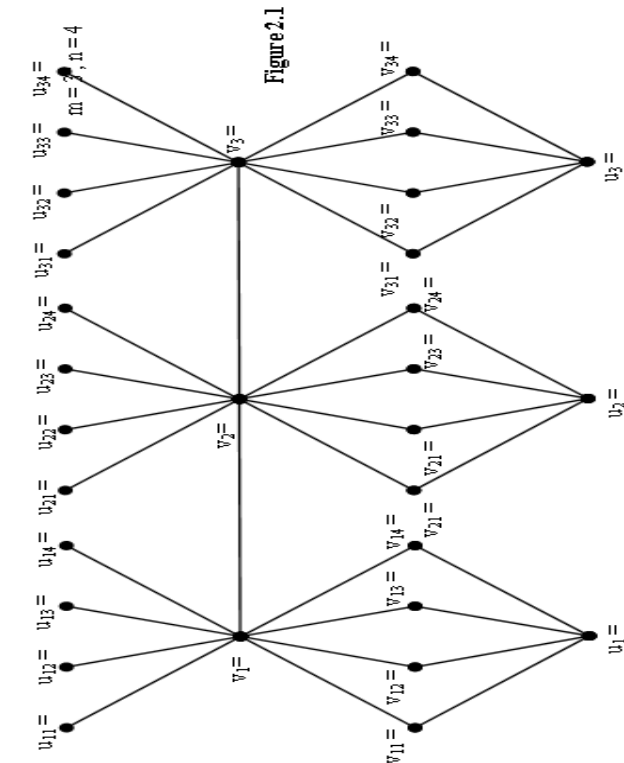 u11= u12= u13= u14= u21= u22= u23= u24= u31= u32= u33= u34=
m = 3 , n = 4
v1= v2= v3=
Figure 2.1
v11= v12= v13= v14= v31= v32= v33= v34=
v21= v21= v23= v24=
u1= u2= u3=